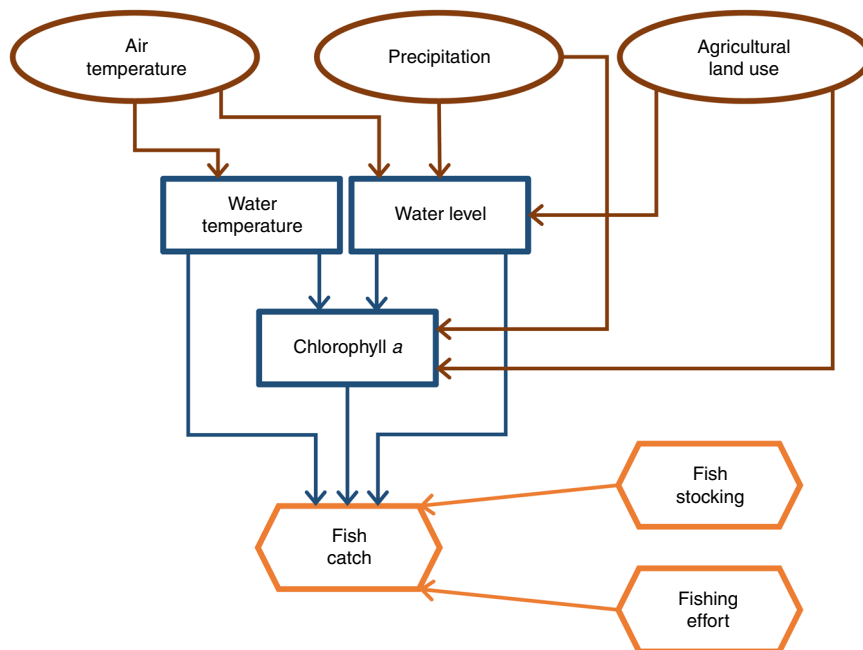 Air
temperature
Precipitation
Agricultural
land use
Water
temperature
Water level
Chlorophyll a
Fish
stocking
Fish
catch
Fishing
effort